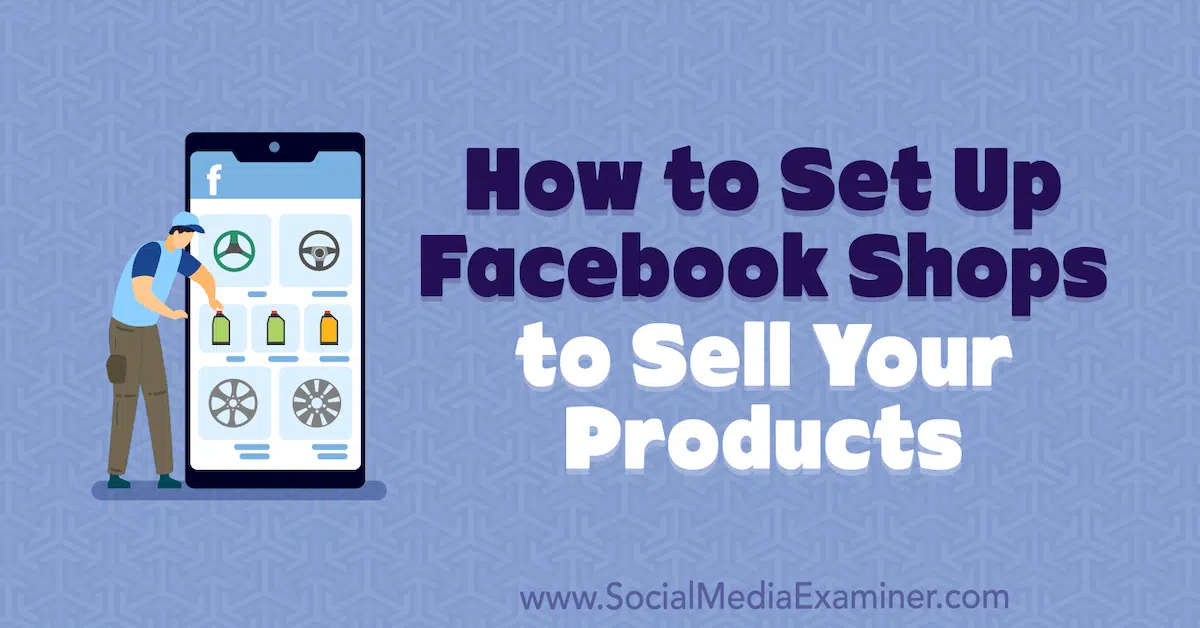 f
How to Set Up
Facebook Shops
to Sell Your
Products
www.SocialMediaExaminer.com